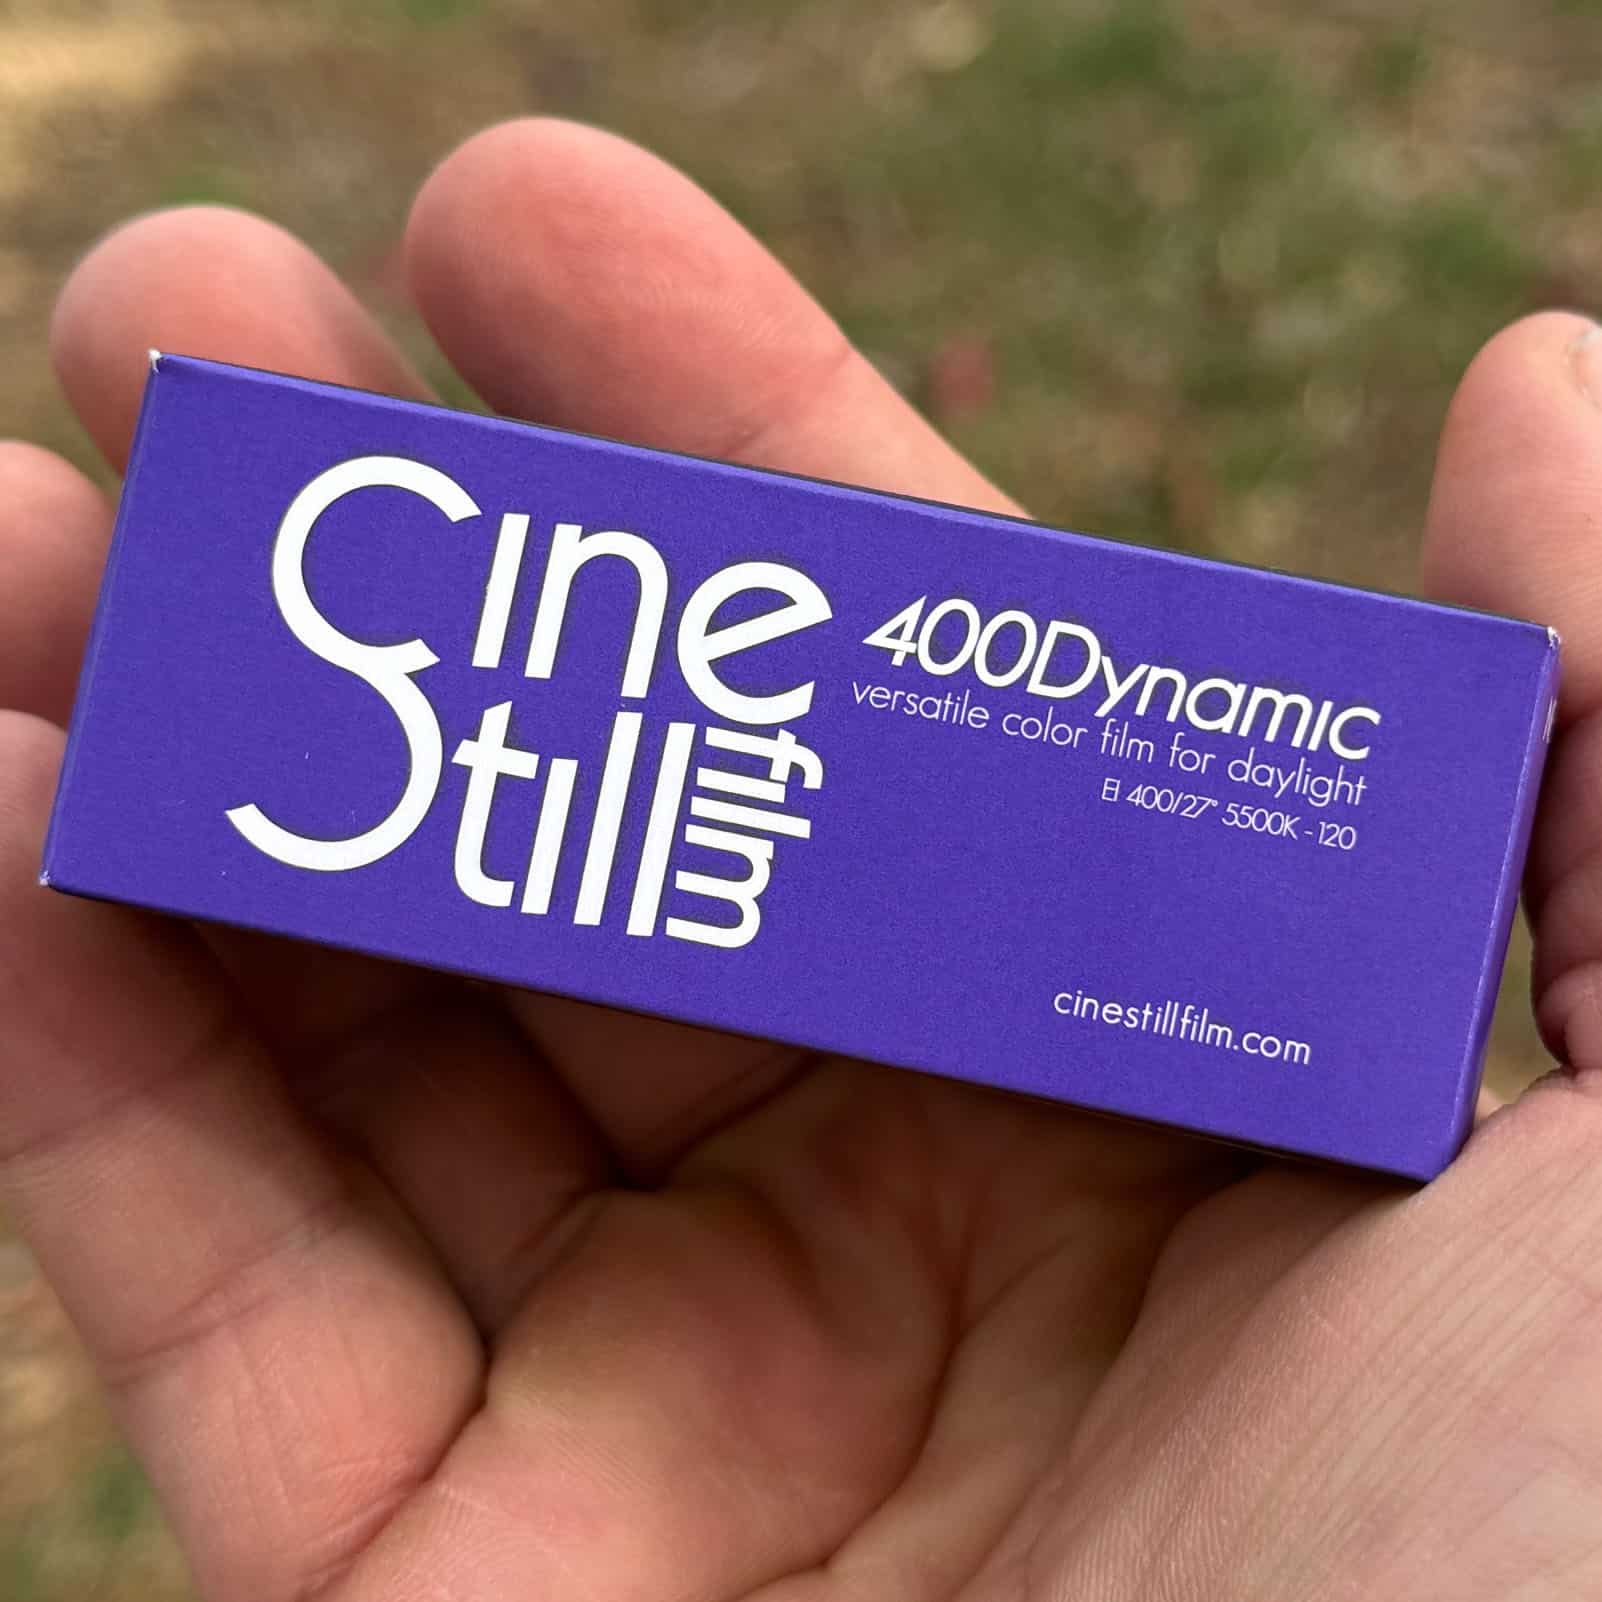 Cine
Still film
400Dynamic
versatile color film for daylight
EI 400/27° 5500K - 120
cinestillfilm.com